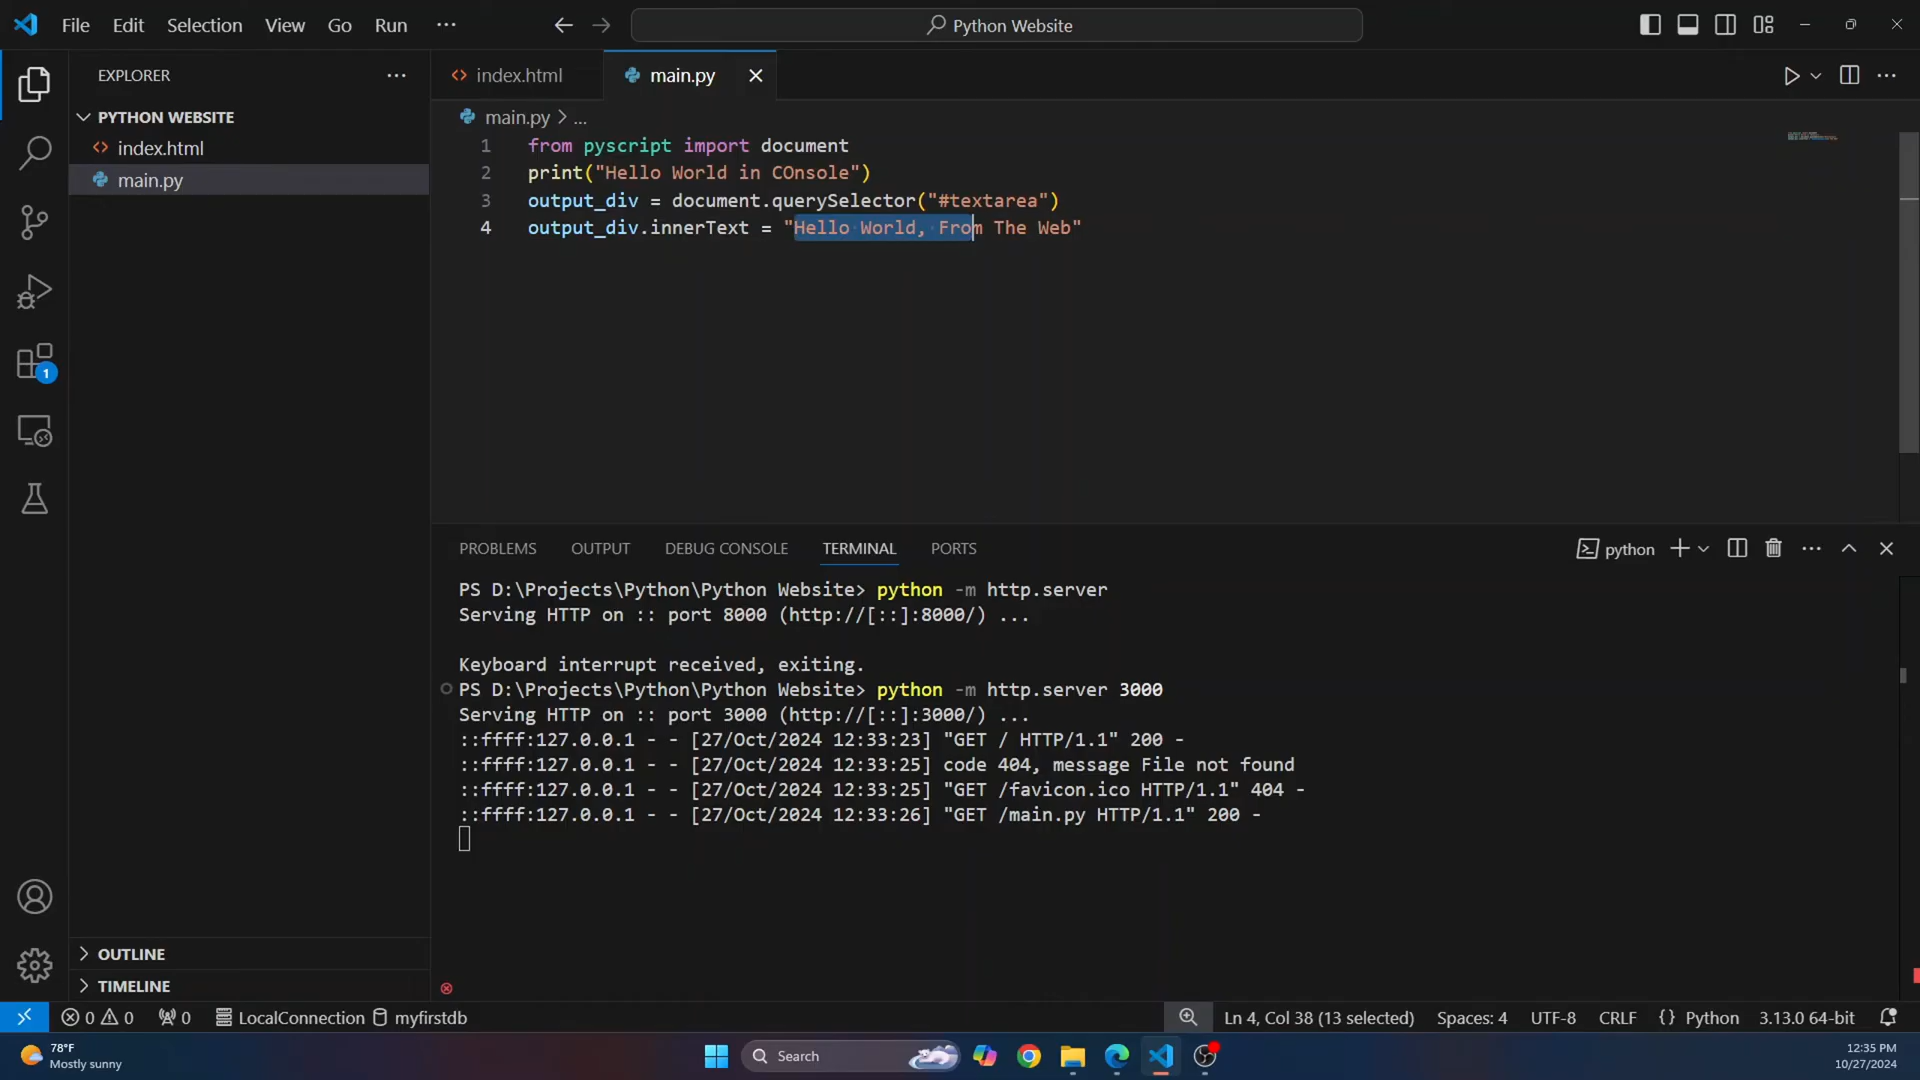 File Edit Selection View Go Run ... Python Website
EXPLORER ...
PYTHON WEBSITE
index.html
main.py
OUTLINE
TIMELINE
1
index.html main.py
main.py > ...
1 from pyscript import document
2 print("Hello World in COnsole")
3 output_div = document.querySelector("#textarea")
4 output_div.innerText = "Hello World, From The Web"
PROBLEMS OUTPUT DEBUG CONSOLE TERMINAL PORTS python
PS D:\Projects\Python\Python Website> python -m http.server
Serving HTTP on :: port 8000 (http://[::]:8000/) ...
Keyboard interrupt received, exiting.
PS D:\Projects\Python\Python Website> python -m http.server 3000
Serving HTTP on :: port 3000 (http://[::]:3000/) ...
::ffff:127.0.0.1 - - [27/Oct/2024 12:33:23] "GET / HTTP/1.1" 200 -
::ffff:127.0.0.1 - - [27/Oct/2024 12:33:25] code 404, message File not found
::ffff:127.0.0.1 - - [27/Oct/2024 12:33:25] "GET /favicon.ico HTTP/1.1" 404 -
::ffff:127.0.0.1 - - [27/Oct/2024 12:33:26] "GET /main.py HTTP/1.1" 200 -
0 0 0 LocalConnection myfirstdb Ln 4, Col 38 (13 selected) Spaces: 4 UTF-8 CRLF {} Python 3.13.0 64-bit
78°F
Mostly sunny
Search
12:35 PM
10/27/2024